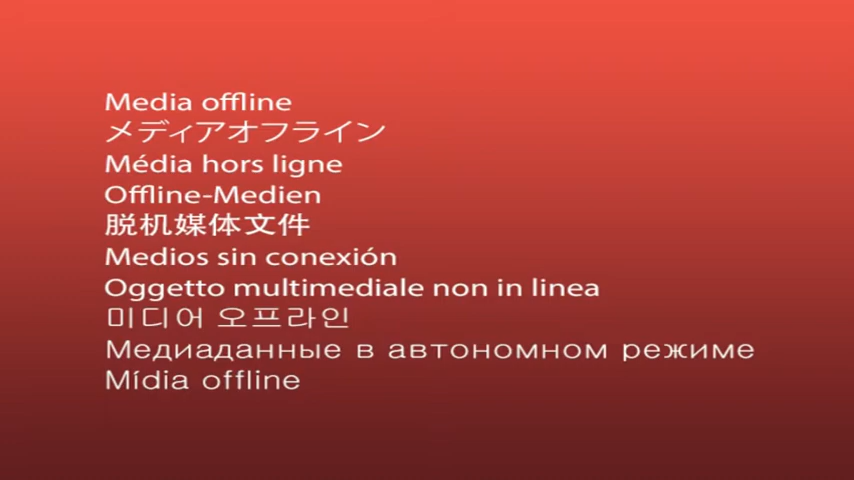 Media offline
メディアオフライン
Média hors ligne
Offline-Medien
脱机媒体文件
Medios sin conexión
Oggetto multimediale non in linea
미디어 오프라인
Медиаданные в автономном режиме
Mídia offline